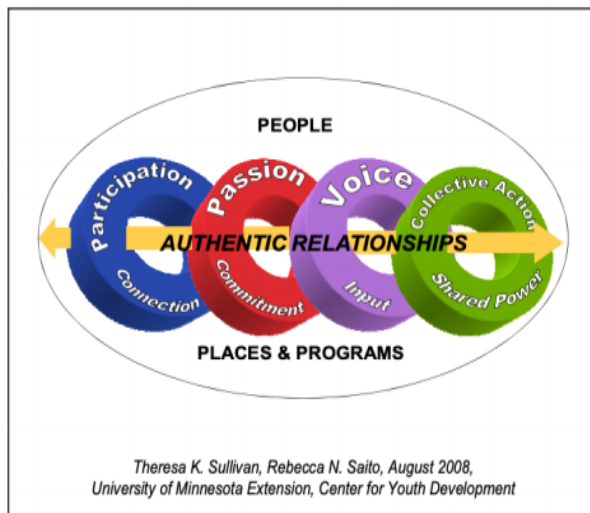 PEOPLE
Participation
Connection
Passion
Commitment
Voice
Input
Collective Action
Shared Power
AUTHENTIC RELATIONSHIPS
PLACES & PROGRAMS
Theresa K. Sullivan, Rebecca N. Saito, August 2008,
University of Minnesota Extension, Center for Youth Development